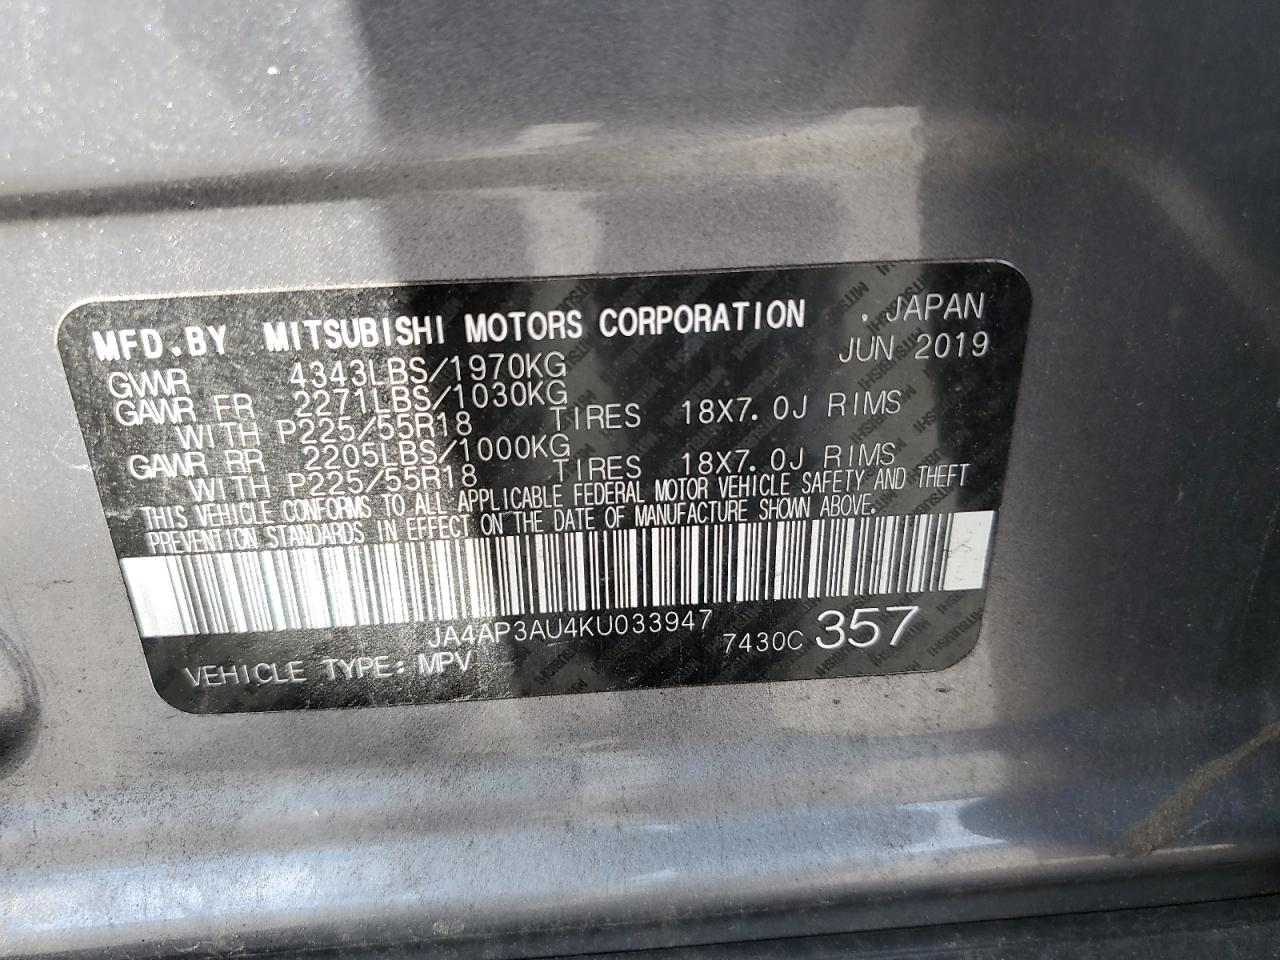 MFD.BY MITSUBISHI MOTORS CORPORATION . JAPAN
GVWR 4343LBS/1970KG JUN 2019
GAWR FR 2271LBS/1030KG
WITH P225/55R18 TIRES 18X7.0J RIMS
GAWR RR 2205LBS/1000KG
WITH P225/55R18 TIRES 18X7.0J RIMS
THIS VEHICLE CONFORMS TO ALL APPLICABLE FEDERAL MOTOR VEHICLE SAFETY AND THEFT
PREVENTION STANDARDS IN EFFECT ON THE DATE OF MANUFACTURE SHOWN ABOVE.
JA4AP3AU4KU033947
7430C 357
VEHICLE TYPE: MPV